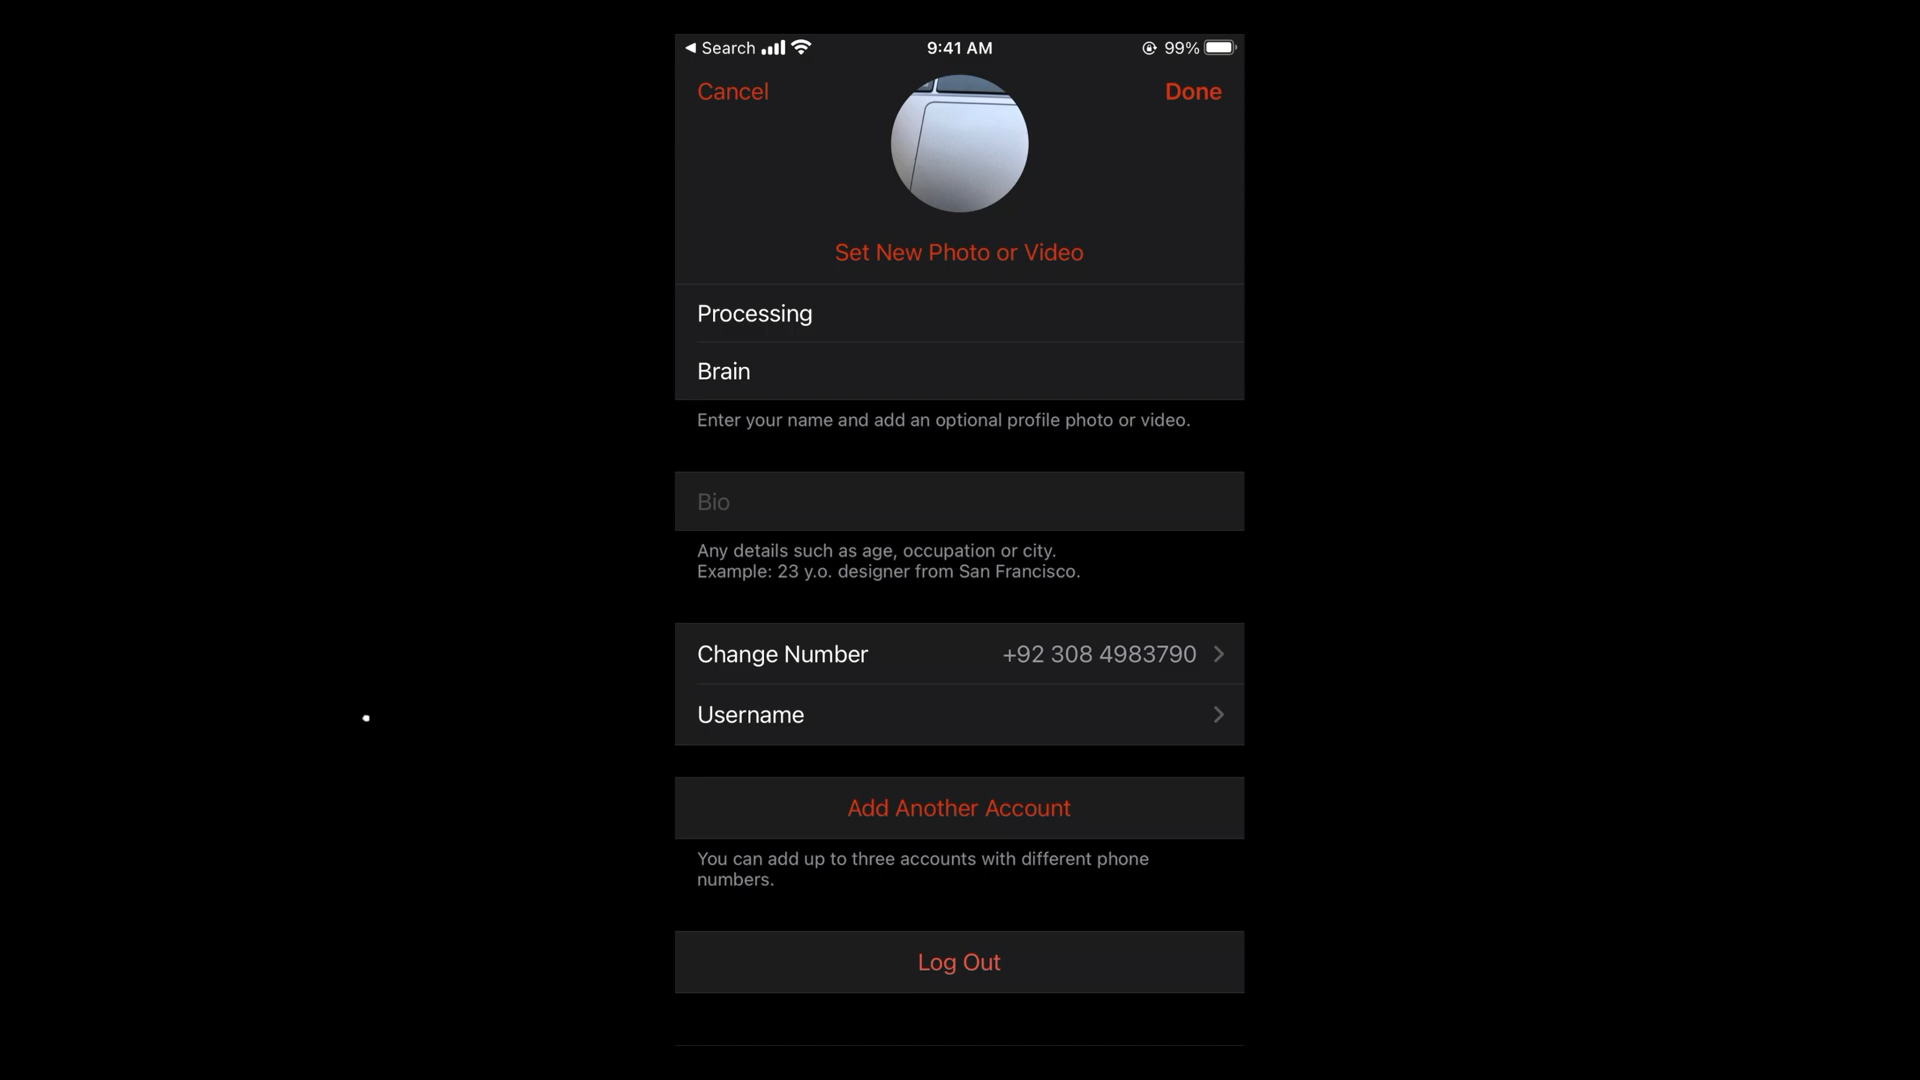 Search
9:41 AM
99%
Cancel
Done
Set New Photo or Video
Processing
Brain
Enter your name and add an optional profile photo or video.
Bio
Any details such as age, occupation or city.
Example: 23 y.o. designer from San Francisco.
Change Number +92 308 4983790
Username
Add Another Account
You can add up to three accounts with different phone
numbers.
Log Out